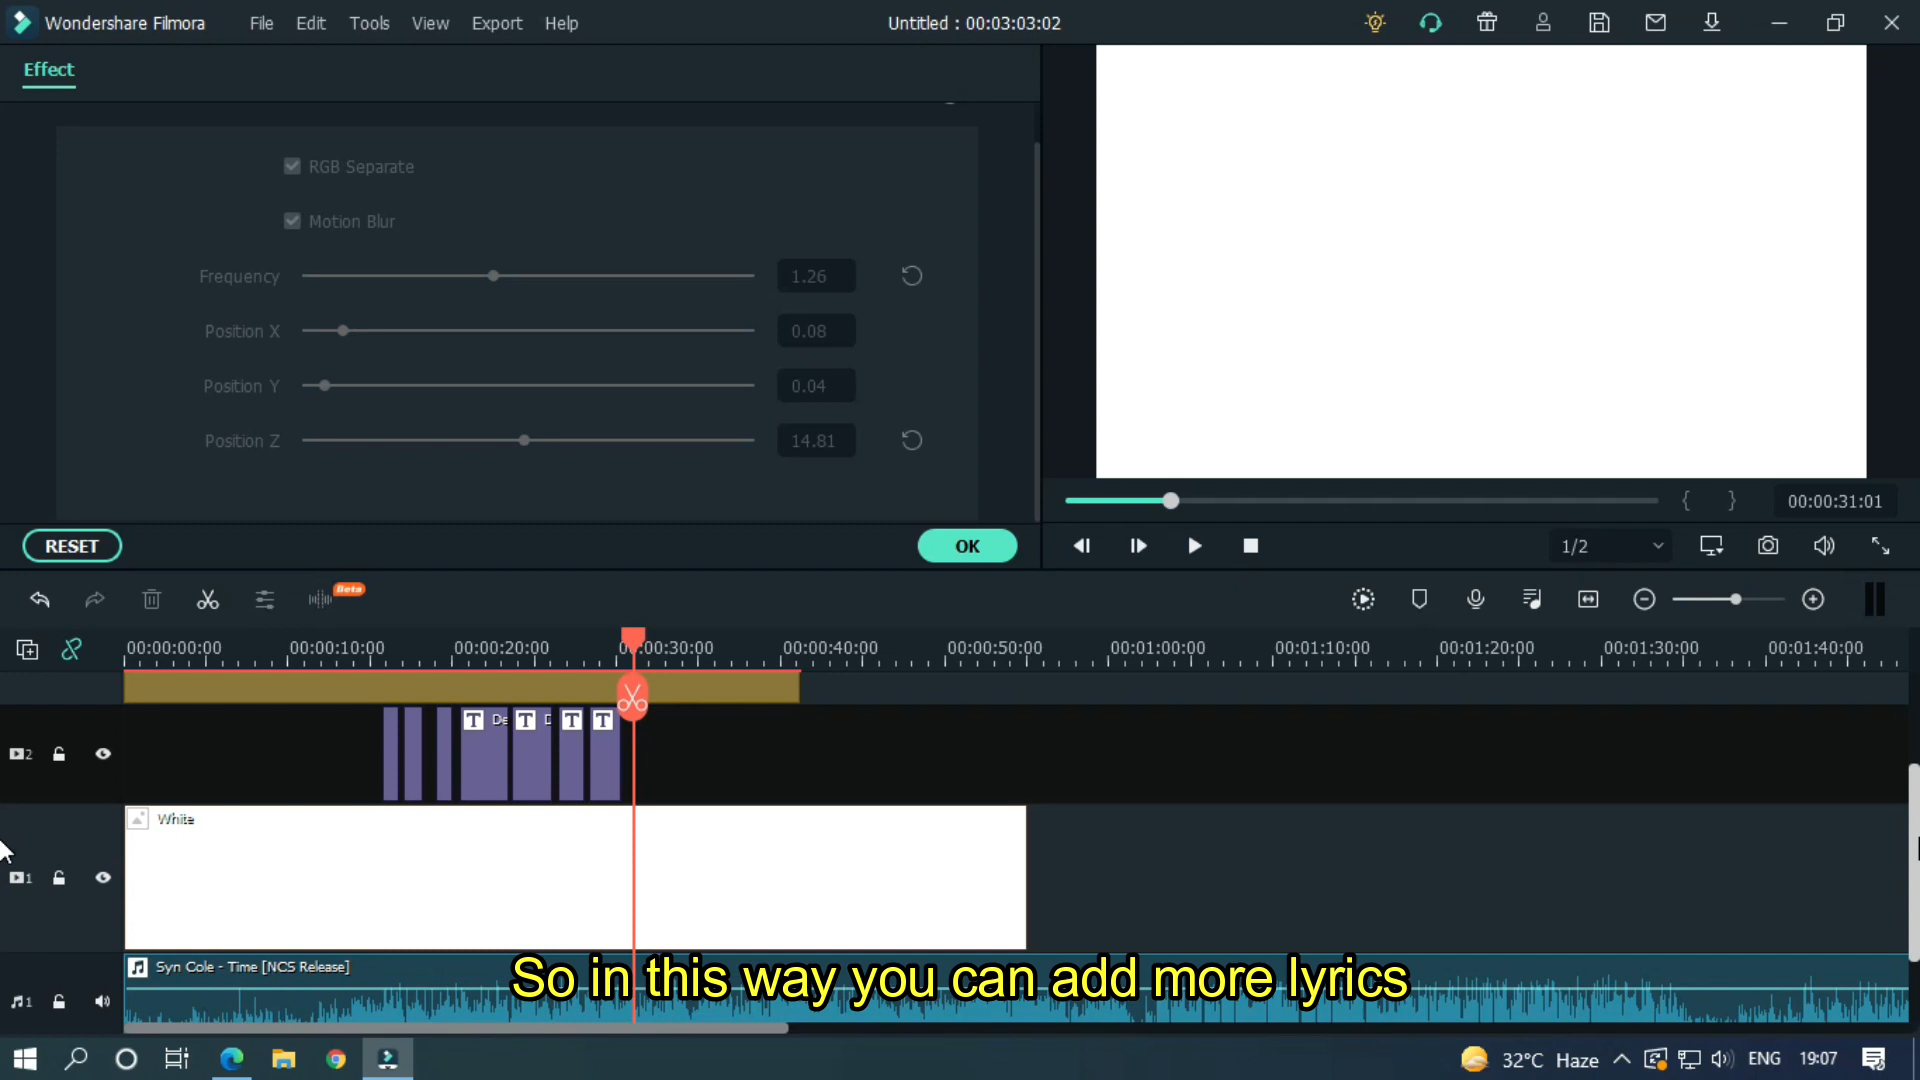 Wondershare Filmora File Edit Tools View Export Help Untitled : 00:03:03:02
Effect
RGB Separate
Motion Blur
Frequency 1.26
Position X 0.08
Position Y 0.04
Position Z 14.81
00:00:31:01
RESET OK 1/2
Beta
00:00:00:00 00:00:10:00 00:00:20:00 00:00:30:00 00:00:40:00 00:00:50:00 00:01:00:00 00:01:10:00 00:01:20:00 00:01:30:00 00:01:40:00
T De T D T T
2
White
1
Syn Cole - Time [NCS Release]
So in this way you can add more lyrics
1
32°C Haze ENG 19:07